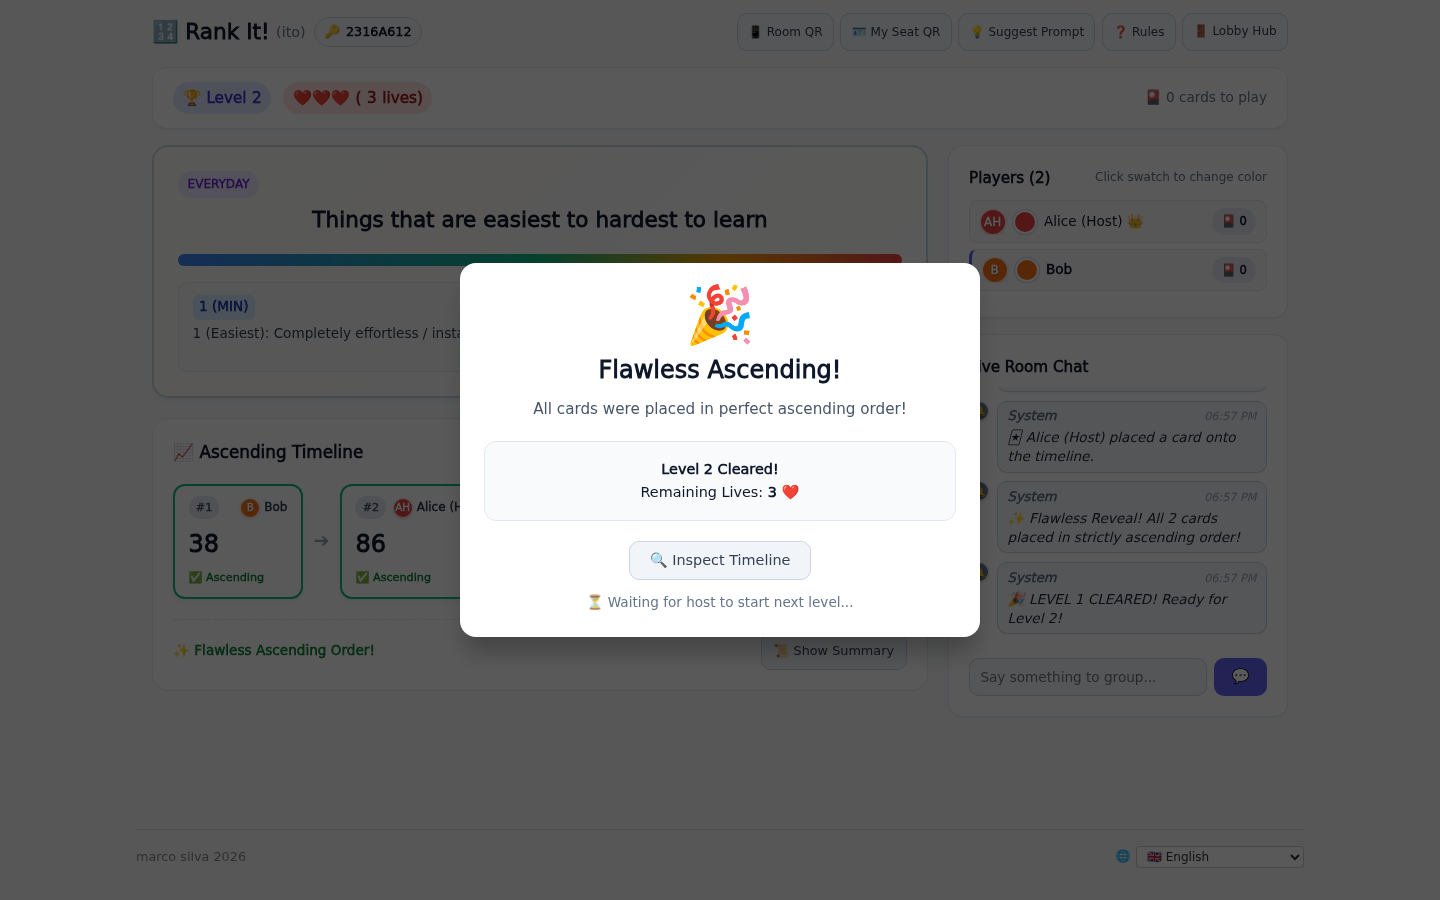 Rank It! (ito) 2316A612
Room QR My Seat QR Suggest Prompt Rules Lobby Hub
Level 2 ( 3 lives) 0 cards to play
EVERYDAY
Things that are easiest to hardest to learn
1 (MIN)
1 (Easiest): Completely effortless /
Players (2) Click swatch to change color
AH Alice (Host) 0
B Bob 0
Flawless Ascending!
All cards were placed in perfect ascending order!
Level 2 Cleared!
Remaining Lives: 3
Inspect Timeline
Waiting for host to start next level...
Ascending Timeline
#1 B Bob
38
Ascending
#2 AH Alice
86
Ascending
Flawless Ascending Order! Show Summary
Room Chat
System 06:57 PM
Alice (Host) placed a card onto
the timeline.
System 06:57 PM
Flawless Reveal! All 2 cards
placed in strictly ascending order!
System 06:57 PM
LEVEL 1 CLEARED! Ready for
Level 2!
Say something to group...
marco silva 2026 English